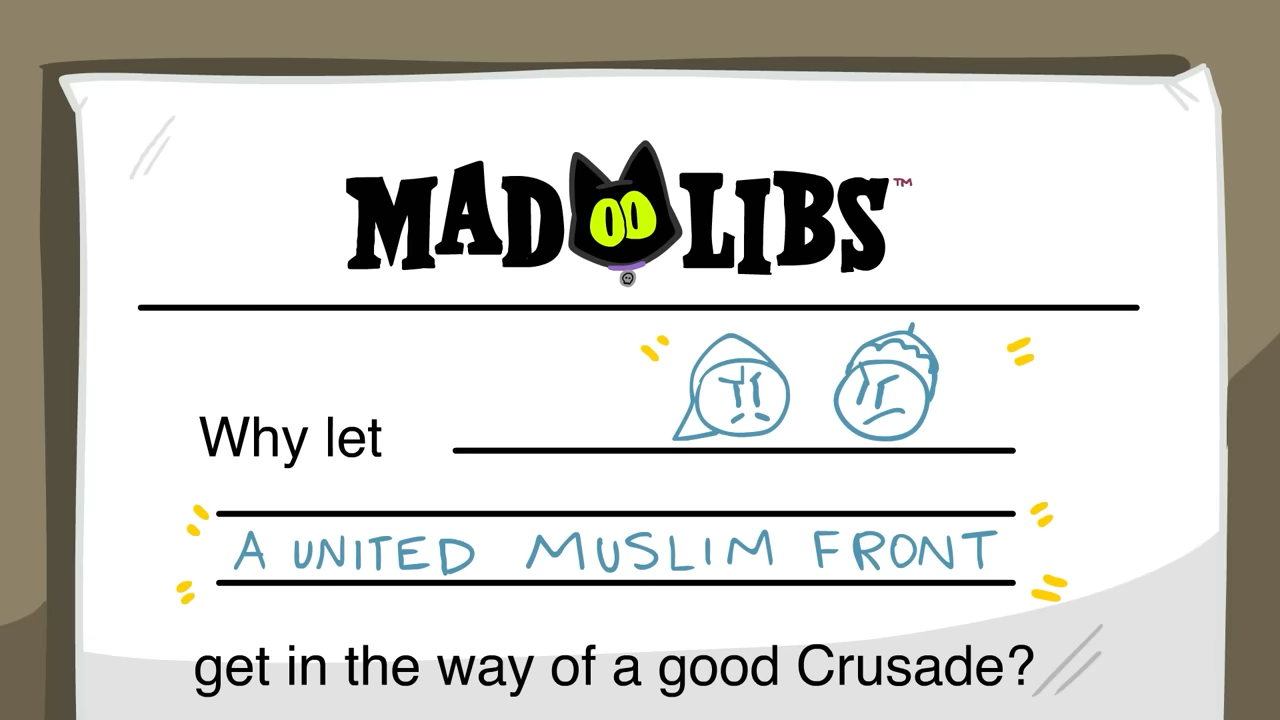 MAD LIBS™
Why let
A UNITED MUSLIM FRONT
get in the way of a good Crusade?